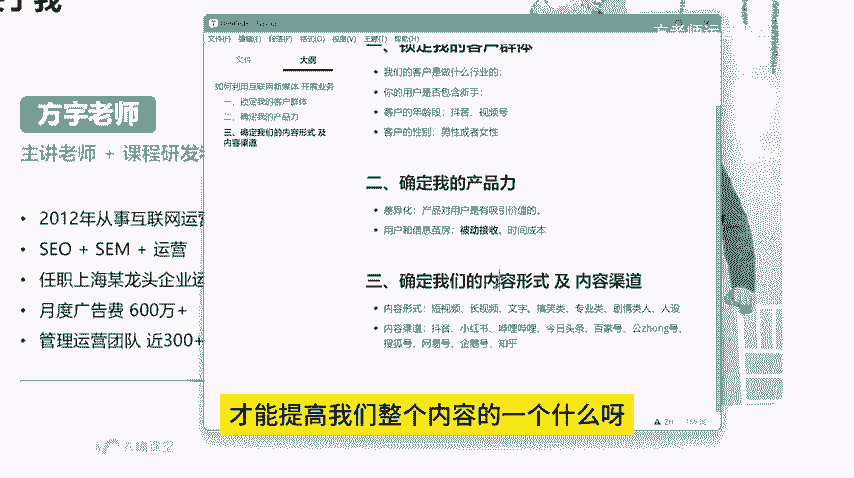 了我
方老师运
方宇老师
主讲老师 + 课程研发
• 2012年从事互联网运营
• SEO + SEM + 运营
• 任职上海某龙头企业运
• 月度广告费 600万+
• 管理运营团队 近300+
文件(F) 编辑(E) 段落(P) 格式(O) 视图(V) 主题(T) 帮助(H)
文件 大纲
如何利用互联网新媒体 开展业务
一、锁定我的客户群体
二、确定我的产品力
三、确定我们的内容形式 及
内容渠道
一、锁定我的客户群体
• 我们的客户是做什么行业的;
• 你的用户是否包含新手;
• 客户的年龄段: 抖音、视频号
• 客户的性别: 男性或者女性
二、确定我的产品力
• 差异化: 产品对用户是有吸引价值的。
• 用户和信息茧房: 被动接收, 时间成本
三、确定我们的内容形式 及 内容渠道
• 内容形式: 短视频、长视频、文字。搞笑类、专业类、剧情类人、人设
• 内容渠道: 抖音、小红书、哔哩哔哩、今日头条、百家号、公zhong号、
搜狐号、网易号、企鹅号、知乎
才能提高我们整个内容的一个什么呀